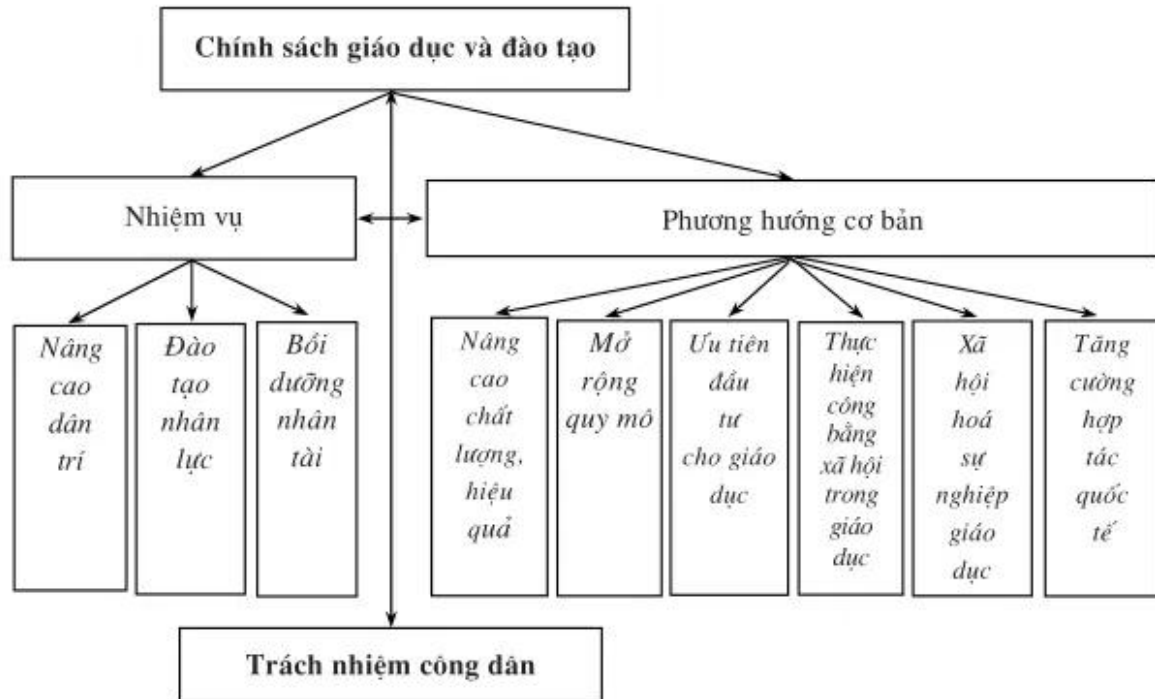 Chính sách giáo dục và đào tạo
Nhiệm vụ
Phương hướng cơ bản
Nâng
cao
dân
trí
Đào
tạo
nhân
lực
Bồi
dưỡng
nhân
tài
Nâng
cao
chất
lượng,
hiệu
quả
Mở
rộng
quy mô
Ưu tiên
đầu
tư
cho giáo
dục
Thực
hiện
công
bằng
xã hội
trong
giáo
dục
Xã
hội
hoá
sự
nghiệp
giáo
dục
Tăng
cường
hợp
tác
quốc
tế
Trách nhiệm công dân